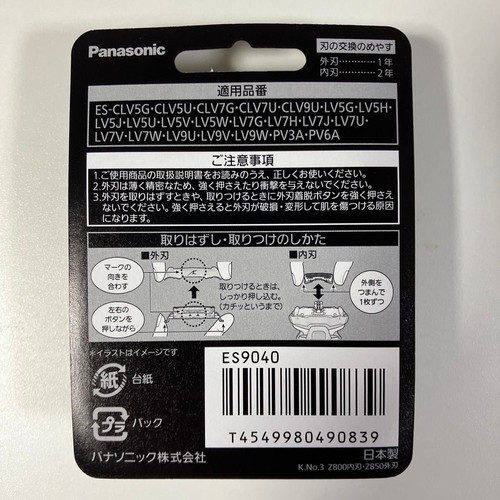 Panasonic
刃の交換のめやす
外刃…………1年
内刃…………2年
適用品番
ES-CLV5G・CLV5U・CLV7G・CLV7U・CLV9U・LV5G・LV5H・
LV5J・LV5U・LV5V・LV5W・LV7G・LV7H・LV7J・LV7U・
LV7V・LV7W・LV9U・LV9V・LV9W・PV3A・PV6A
ご注意事項
1.ご使用商品の取扱説明書をお読みのうえ、正しくお使いください。
2.外刃は薄く精密なため、強く押さえたり衝撃を与えないでください。
3.外刃を取りはずすときや、取りつけるときに外刃着脱ボタンを強く押さえ
ないでください。強く押さえると外刃が破損・変形して肌を傷つける原因
になります。
取りはずし・取りつけのしかた
■外刃
マークの
向きを
合わす
取りつけるときは、
しっかり押し込む。
(カチッというまで)
左右の
ボタンを
押しながら
■内刃
外側を
つまんで
1枚ずつ
＊イラストはイメージです
紙
台紙
プラ
パック
パナソニック株式会社
ES9040
T4549980490839
日本製
K.No.3 Z800内刃・Z850外刃